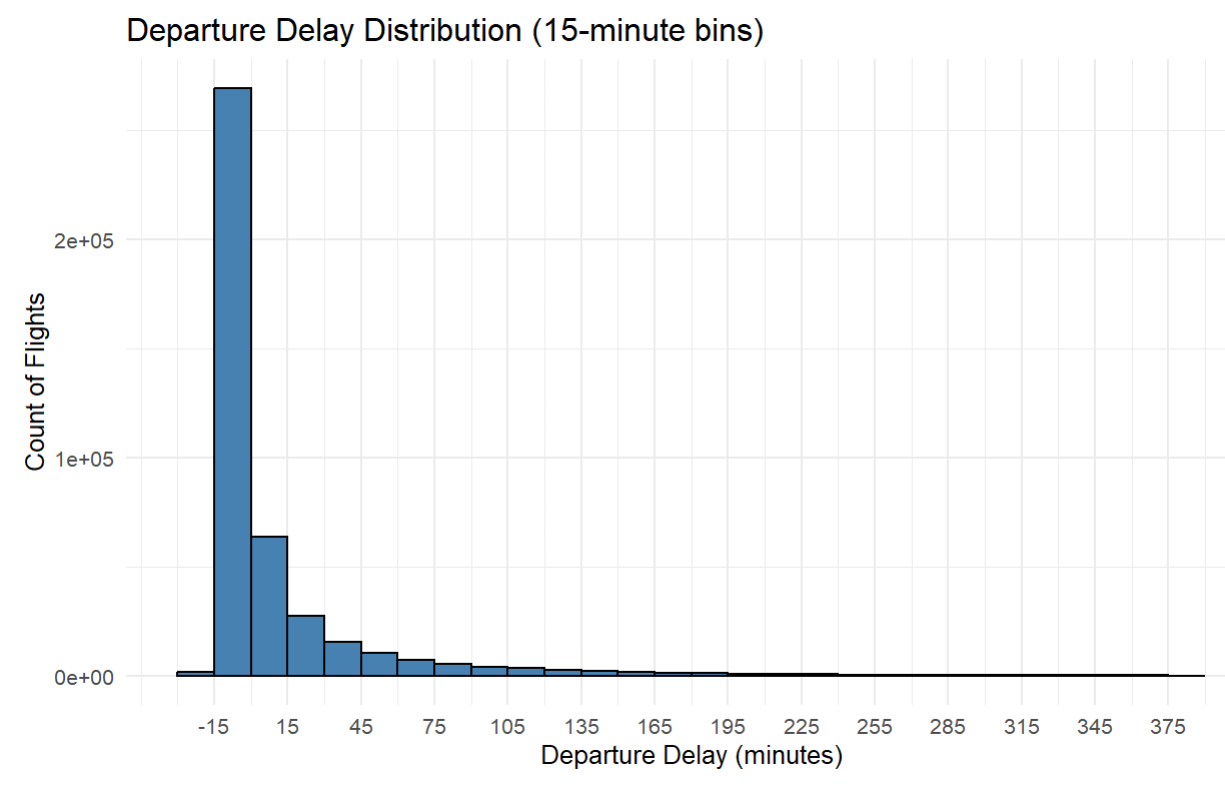 Departure Delay Distribution (15-minute bins)
Count of Flights
2e+05
1e+05
0e+00
-15 15 45 75 105 135 165 195 225 255 285 315 345 375
Departure Delay (minutes)